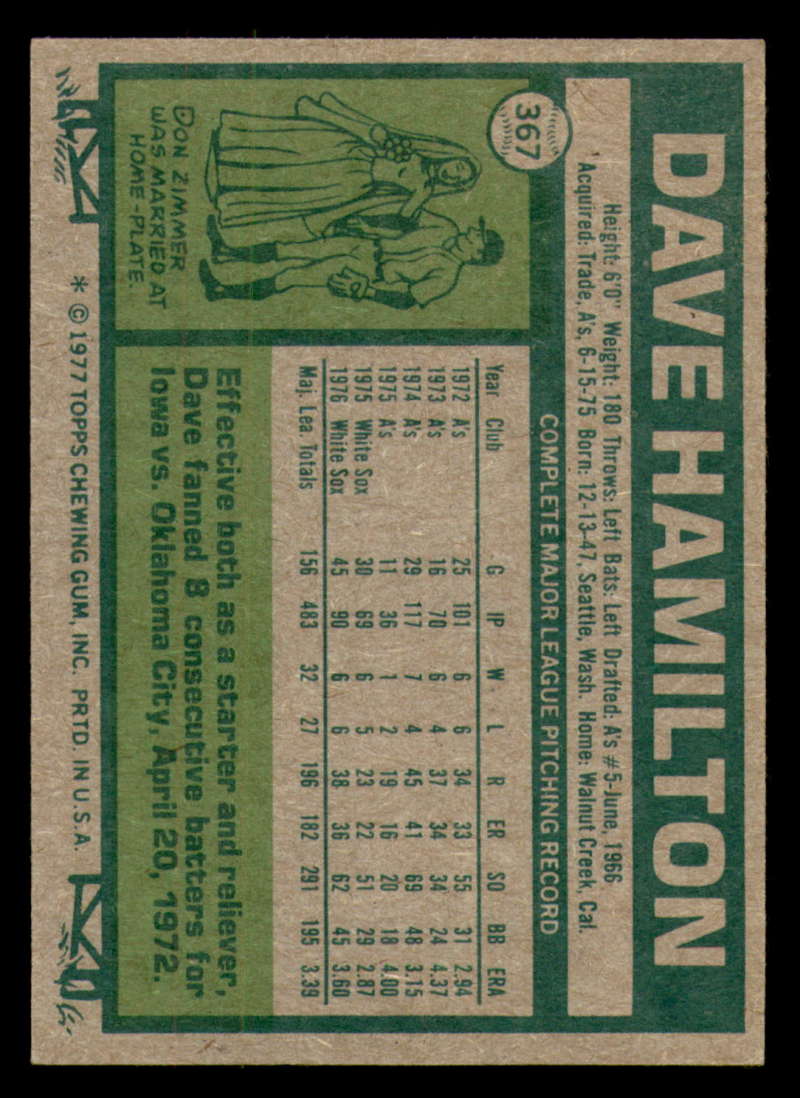 367
DAVE HAMILTON
Height: 6'0" Weight: 180 Throws: Left Bats: Left Drafted: A's #5-June, 1966
Acquired: Trade, A's, 6-15-75 Born: 12-13-47, Seattle, Wash. Home: Walnut Creek, Cal.
DON ZIMMER
WAS MARRIED AT
HOME-PLATE.
COMPLETE MAJOR LEAGUE PITCHING RECORD
Year Club G IP W. L R ER SO BB ERA
1972 A's 25 101 6 6 34 33 55 31 2.94
1973 A's 16 70 6 4 37 34 34 24 4.37
1974 A's 29 117 7 4 45 41 69 48 3.15
1975 A's 11 36 1 2 19 16 20 18 4.00
1975 White Sox 30 69 6 5 23 22 51 29 2.87
1976 White Sox 45 90 6 6 38 36 62 45 3.60
Maj. Lea. Totals 156 483 32 27 196 182 291 195 3.39
Effective both as a starter and reliever,
Dave fanned 8 consecutive batters for
Iowa vs. Oklahoma City, April 20, 1972.
* © 1977 TOPPS CHEWING GUM, INC. PRTD. IN U.S.A.